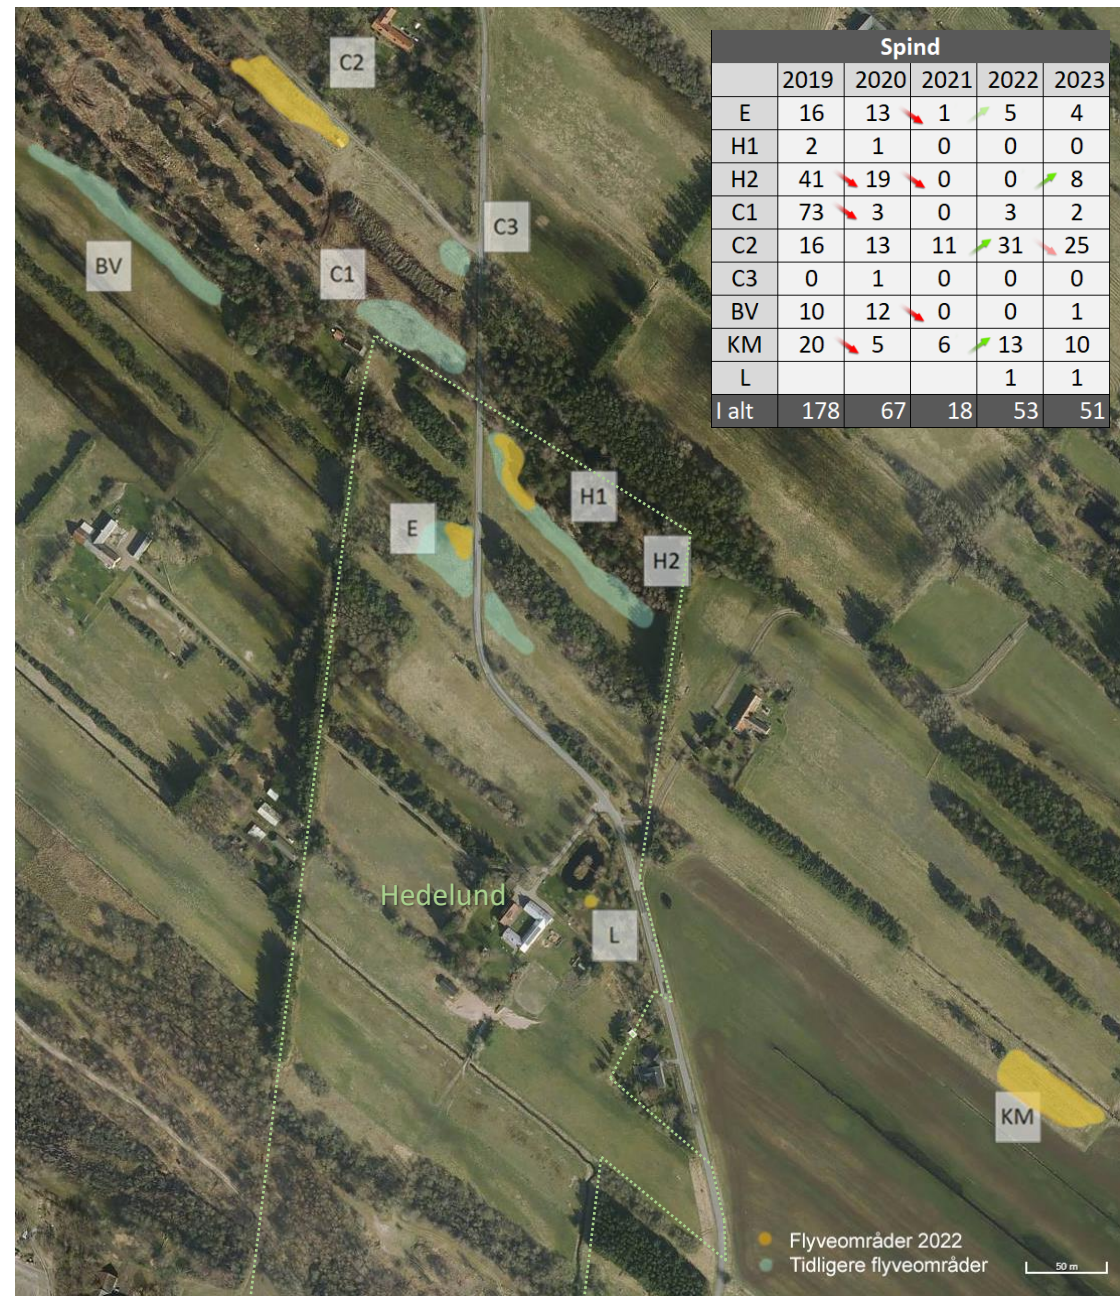 Spind
2019 2020 2021 2022 2023
E 16 13 1 5 4
H1 2 1 0 0 0
H2 41 19 0 0 8
C1 73 3 0 3 2
C2 16 13 11 31 25
C3 0 1 0 0 0
BV 10 12 0 0 1
KM 20 5 6 13 10
L 1 1
I alt 178 67 18 53 51
C2
C3
BV
C1
H1
E
H2
Hedelund
L
KM
Flyveområder 2022
Tidligere flyveområder
50 m